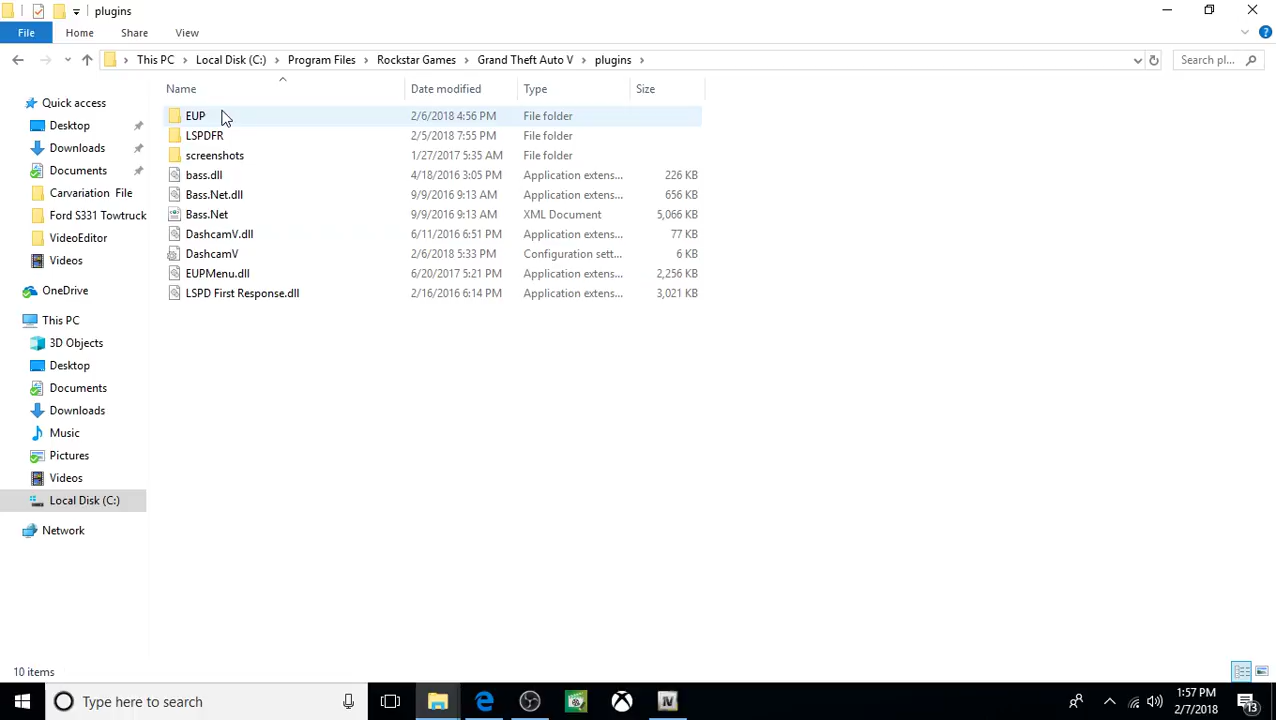 plugins
File Home Share View
This PC Local Disk (C:) Program Files Rockstar Games Grand Theft Auto V plugins Search pl...
Name Date modified Type Size
Quick access
Desktop
Downloads
Documents
Carvariation File
Ford S331 Towtruck
VideoEditor
Videos
OneDrive
This PC
3D Objects
Desktop
Documents
Downloads
Music
Pictures
Videos
Local Disk (C:)
Network
EUP 2/6/2018 4:56 PM File folder
LSPDFR 2/5/2018 7:55 PM File folder
screenshots 1/27/2017 5:35 AM File folder
bass.dll 4/18/2016 3:05 PM Application extens... 226 KB
Bass.Net.dll 9/9/2016 9:13 AM Application extens... 656 KB
Bass.Net 9/9/2016 9:13 AM XML Document 5,066 KB
DashcamV.dll 6/11/2016 6:51 PM Application extens... 77 KB
DashcamV 2/6/2018 5:33 PM Configuration sett... 6 KB
EUPMenu.dll 6/20/2017 5:21 PM Application extens... 2,256 KB
LSPD First Response.dll 2/16/2016 6:14 PM Application extens... 3,021 KB
10 items
Type here to search
1:57 PM
2/7/2018
13